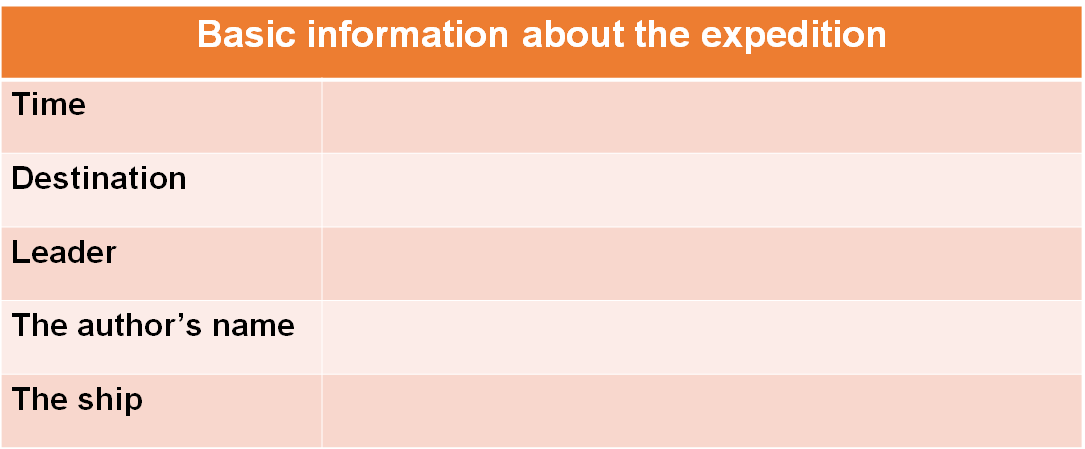 Basic information about the expedition
Time
Destination
Leader
The author’s name
The ship